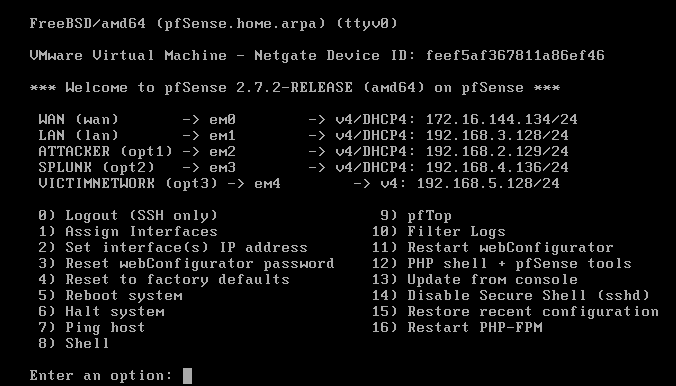 FreeBSD/amd64 (pfSense.home.arpa) (ttyv0)
VMware Virtual Machine - Netgate Device ID: feef5af367811a86ef46
*** Welcome to pfSense 2.7.2-RELEASE (amd64) on pfSense ***
WAN (wan) -> em0 -> v4/DHCP4: 172.16.144.134/24
LAN (lan) -> em1 -> v4/DHCP4: 192.168.3.128/24
ATTACKER (opt1) -> em2 -> v4/DHCP4: 192.168.2.129/24
SPLUNK (opt2) -> em3 -> v4/DHCP4: 192.168.4.136/24
VICTIMNETWORK (opt3) -> em4 -> v4: 192.168.5.128/24
0) Logout (SSH only) 9) pfTop
1) Assign Interfaces 10) Filter Logs
2) Set interface(s) IP address 11) Restart webConfigurator
3) Reset webConfigurator password 12) PHP shell + pfSense tools
4) Reset to factory defaults 13) Update from console
5) Reboot system 14) Disable Secure Shell (sshd)
6) Halt system 15) Restore recent configuration
7) Ping host 16) Restart PHP-FPM
8) Shell
Enter an option: